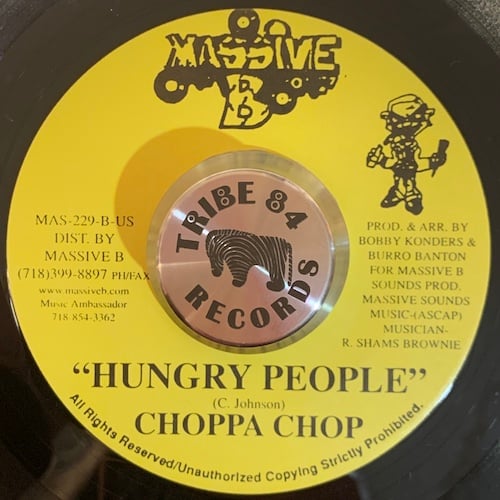 MASSIVE
B
MAS-229-B-US
DIST. BY
MASSIVE B
(718)399-8897 PH/FAX
www.massiveb.com
Music Ambassador
718-854-3362
TRIBE 84
RECORDS
PROD. & ARR. BY
BOBBY KONDERS &
BURRO BANTON
FOR MASSIVE B
SOUNDS PROD.
MASSIVE SOUNDS
MUSIC-(ASCAP)
MUSICIAN-
R. SHAMS BROWNIE
"HUNGRY PEOPLE"
(C. Johnson)
CHOPPA CHOP
All Rights Reserved/Unauthorized Copying Strictly Prohibited.